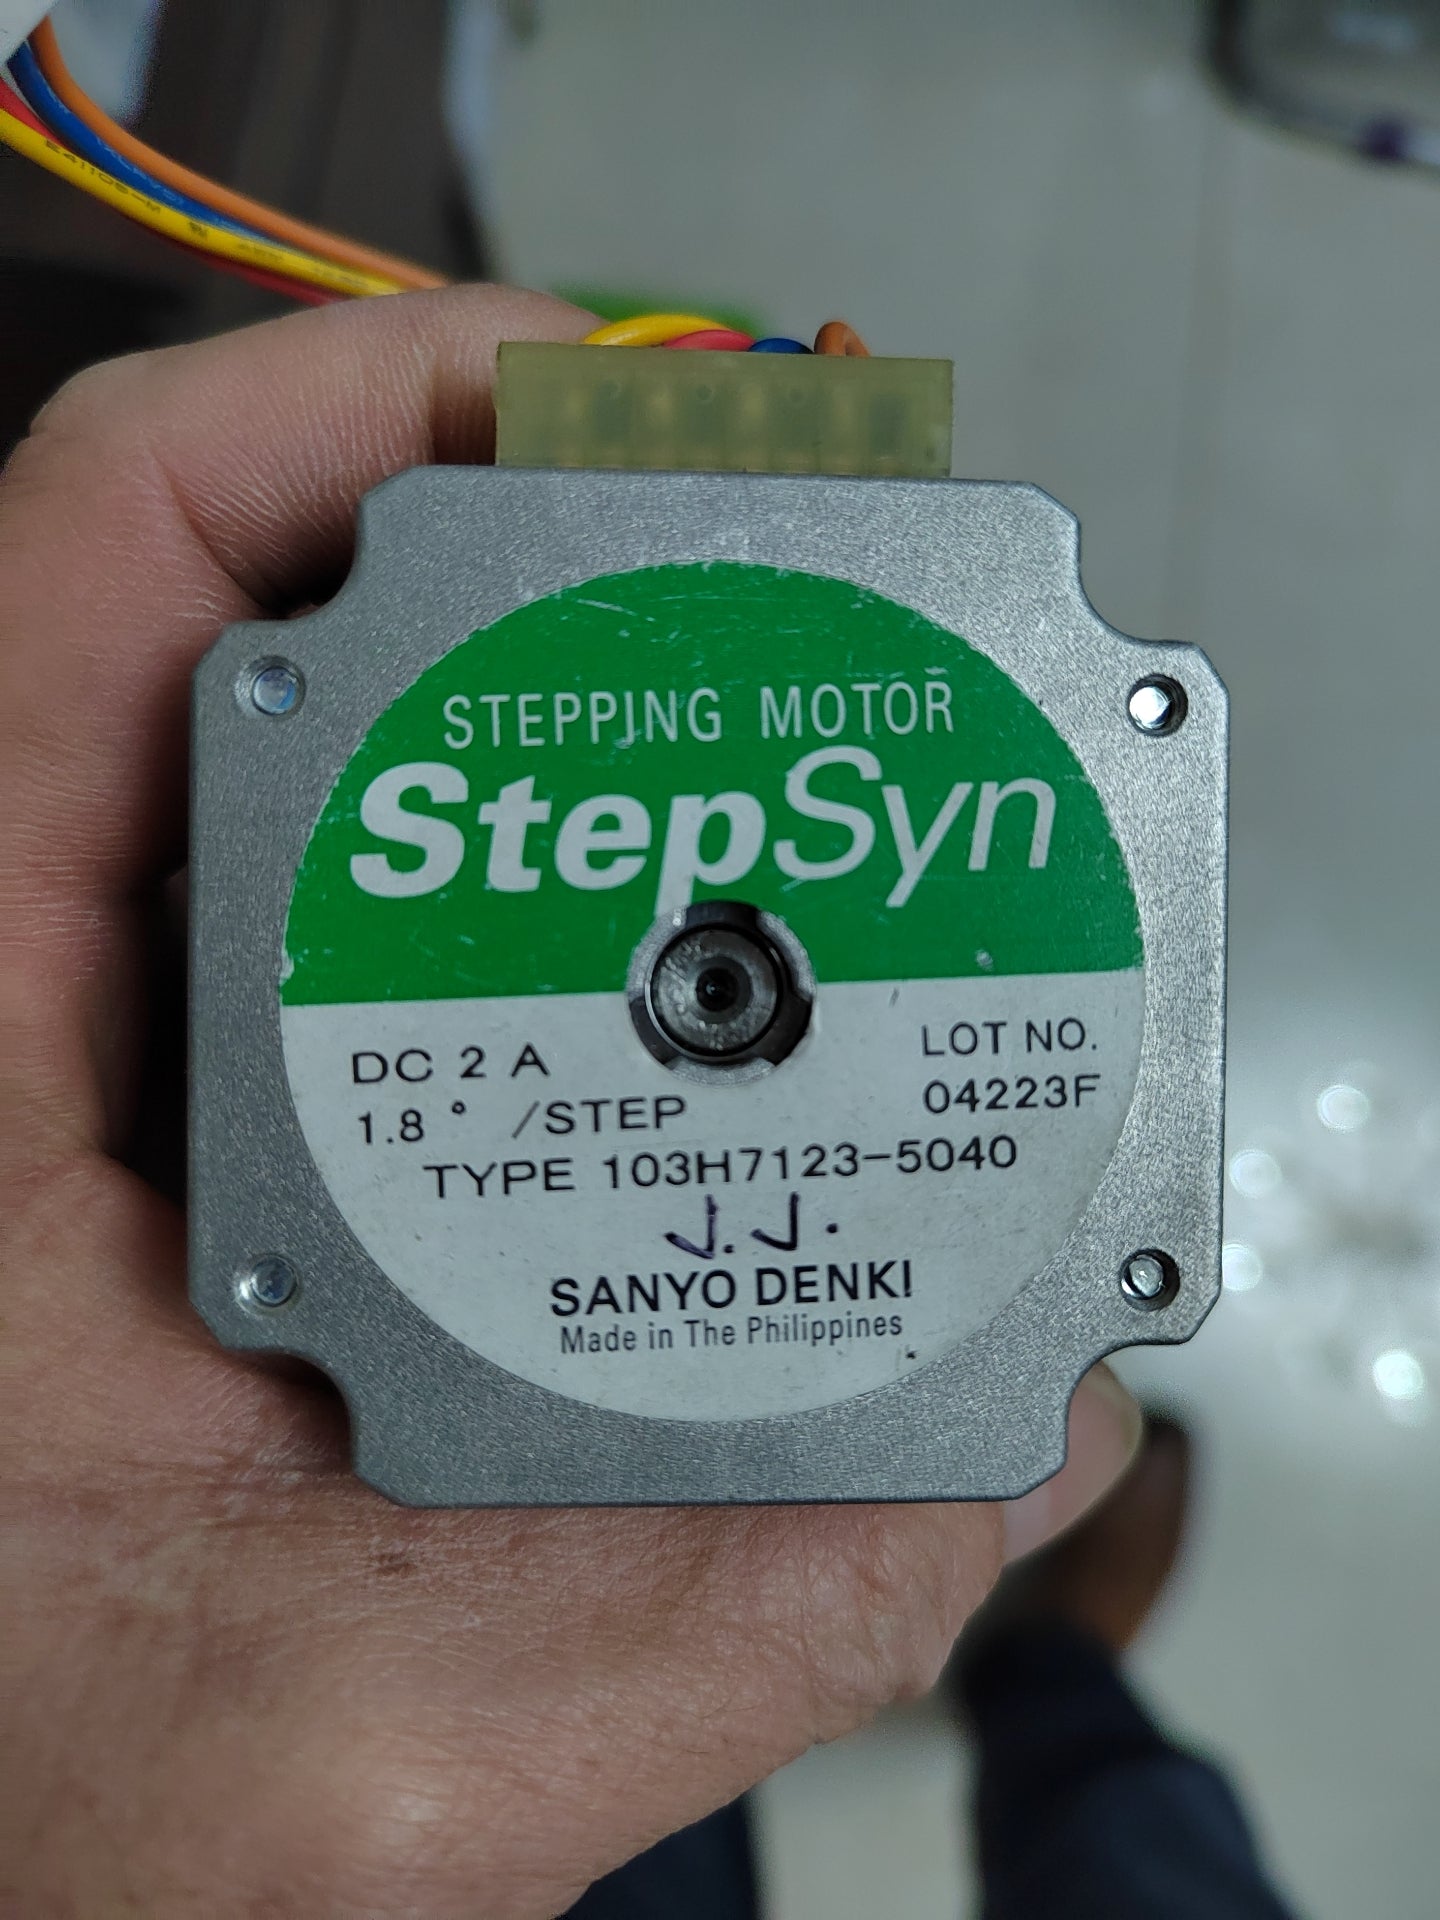 E41105-M
STEPPING MOTOR
StepSyn
DC 2 A
1.8 ° /STEP
LOT NO.
04223F
TYPE 103H7123-5040
J.J.
SANYO DENKI
Made in The Philippines